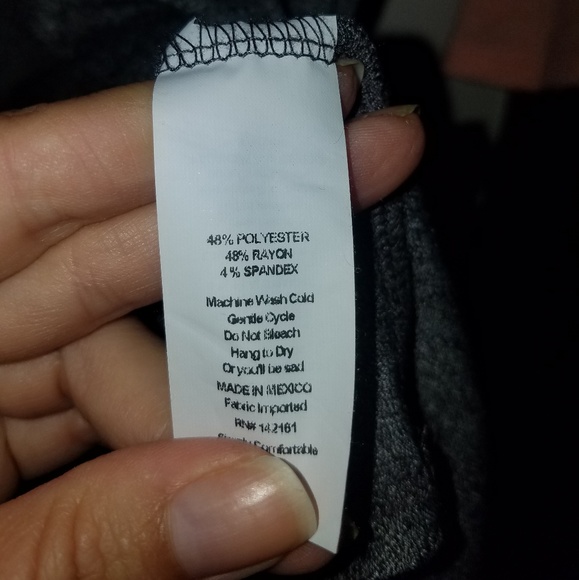 48% POLYESTER
48% RAYON
4% SPANDEX
Machine Wash Cold
Gentle Cycle
Do Not Bleach
Hang to Dry
Or you'll be sad
MADE IN MEXICO
Fabric Imported
RN# 142161
Comfortable